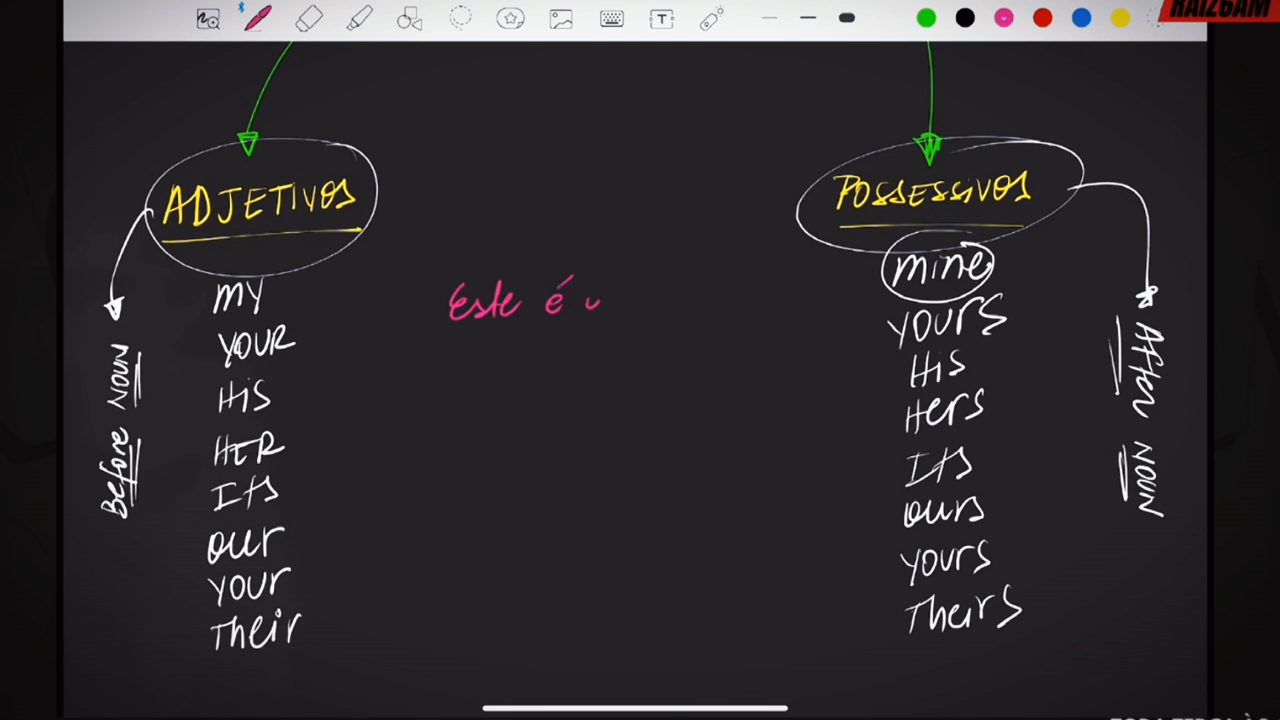 RAIZ6AM
ADJETIVOS
MY
YOUR
His
HER
Its
our
your
Their
Before NOUN
Este é
POSSESSIVOS
mine
YOURS
His
Hers
Its
ours
yours
Theirs
After NOUN